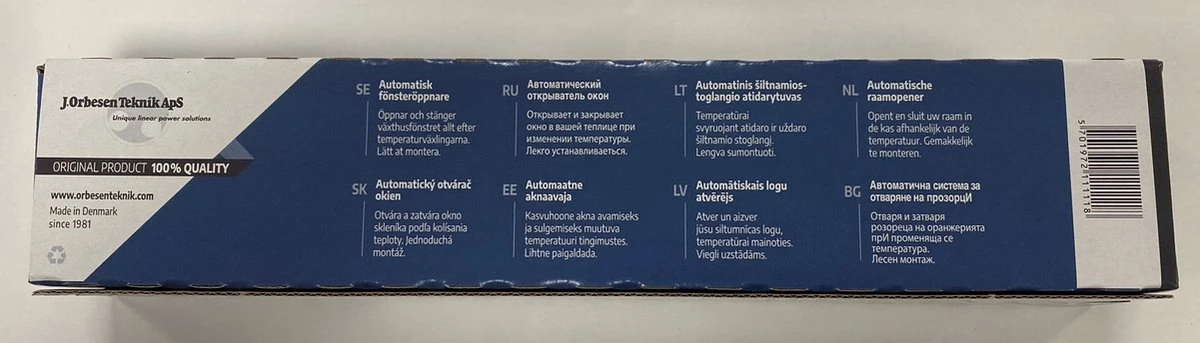 J.Orbesen Teknik ApS
Unique linear power solutions
ORIGINAL PRODUCT 100% QUALITY
www.orbesenteknik.com
Made in Denmark
since 1981
SE
Automatisk
fönsteröppnare
Öppnar och stänger
växthusfönstret allt efter
temperaturväxlingarna.
Lätt at montera.
RU
Автоматический
открыватель окон
Открывает и закрывает
окно в вашей теплице при
изменении температуры.
Легко устанавливаеться.
LT
Automatinis šiltnamios-
toglangio atidarytuvas
Temperatūrai
svyruojant atidaro ir uždaro
šiltnamio stoglangį.
Lengva sumontuoti.
NL
Automatische
raamopener
Opent en sluit uw raam in
de kas afhankelijk van de
temperatuur. Gemakkelijk
te monteren.
SK
Automatický otvárač
okien
Otvára a zatvára okno
skleníka podľa kolísania
teploty. Jednoduchá
montáž.
EE
Automaatne
aknaavaja
Kasvuhoone akna avamiseks
ja sulgemiseks muutuva
temperatuuri tingimustes.
Lihtne paigaldada.
LV
Automātiskais logu
atvērējs
Atver un aizver
jūsu siltumnicas logu,
temperatūrai mainoties.
Viegli uzstādāms.
BG
Автоматична система за
отваряне на прозорцИ
Отваря и затваря
розореца на оранжерията
прИ променяща се
температура.
Лесен монтаж.
5 701972 111118